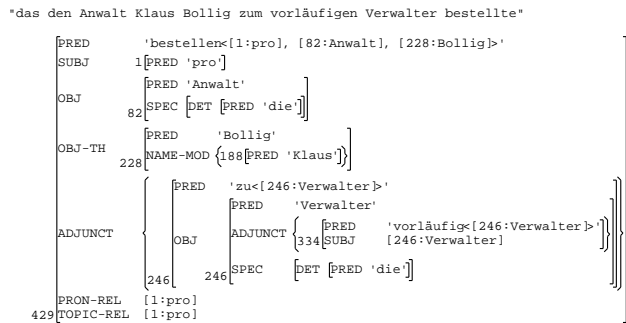 "das den Anwalt Klaus Bollig zum vorläufigen Verwalter bestellte"
PRED 'bestellen<[1:pro], [82:Anwalt], [228:Bollig]>'
SUBJ 1[PRED 'pro']
OBJ 82[PRED 'Anwalt'
SPEC [DET [PRED 'die']]]
OBJ-TH 228[PRED 'Bollig'
NAME-MOD {188[PRED 'Klaus']}]
ADJUNCT
PRED 'zu<[246:Verwalter]>'
OBJ
PRED 'Verwalter'
ADJUNCT {334[PRED 'vorläufig<[246:Verwalter]>'
SUBJ [246:Verwalter]]}
246 246 SPEC [DET [PRED 'die']]
PRON-REL [1:pro]
429 TOPIC-REL [1:pro]